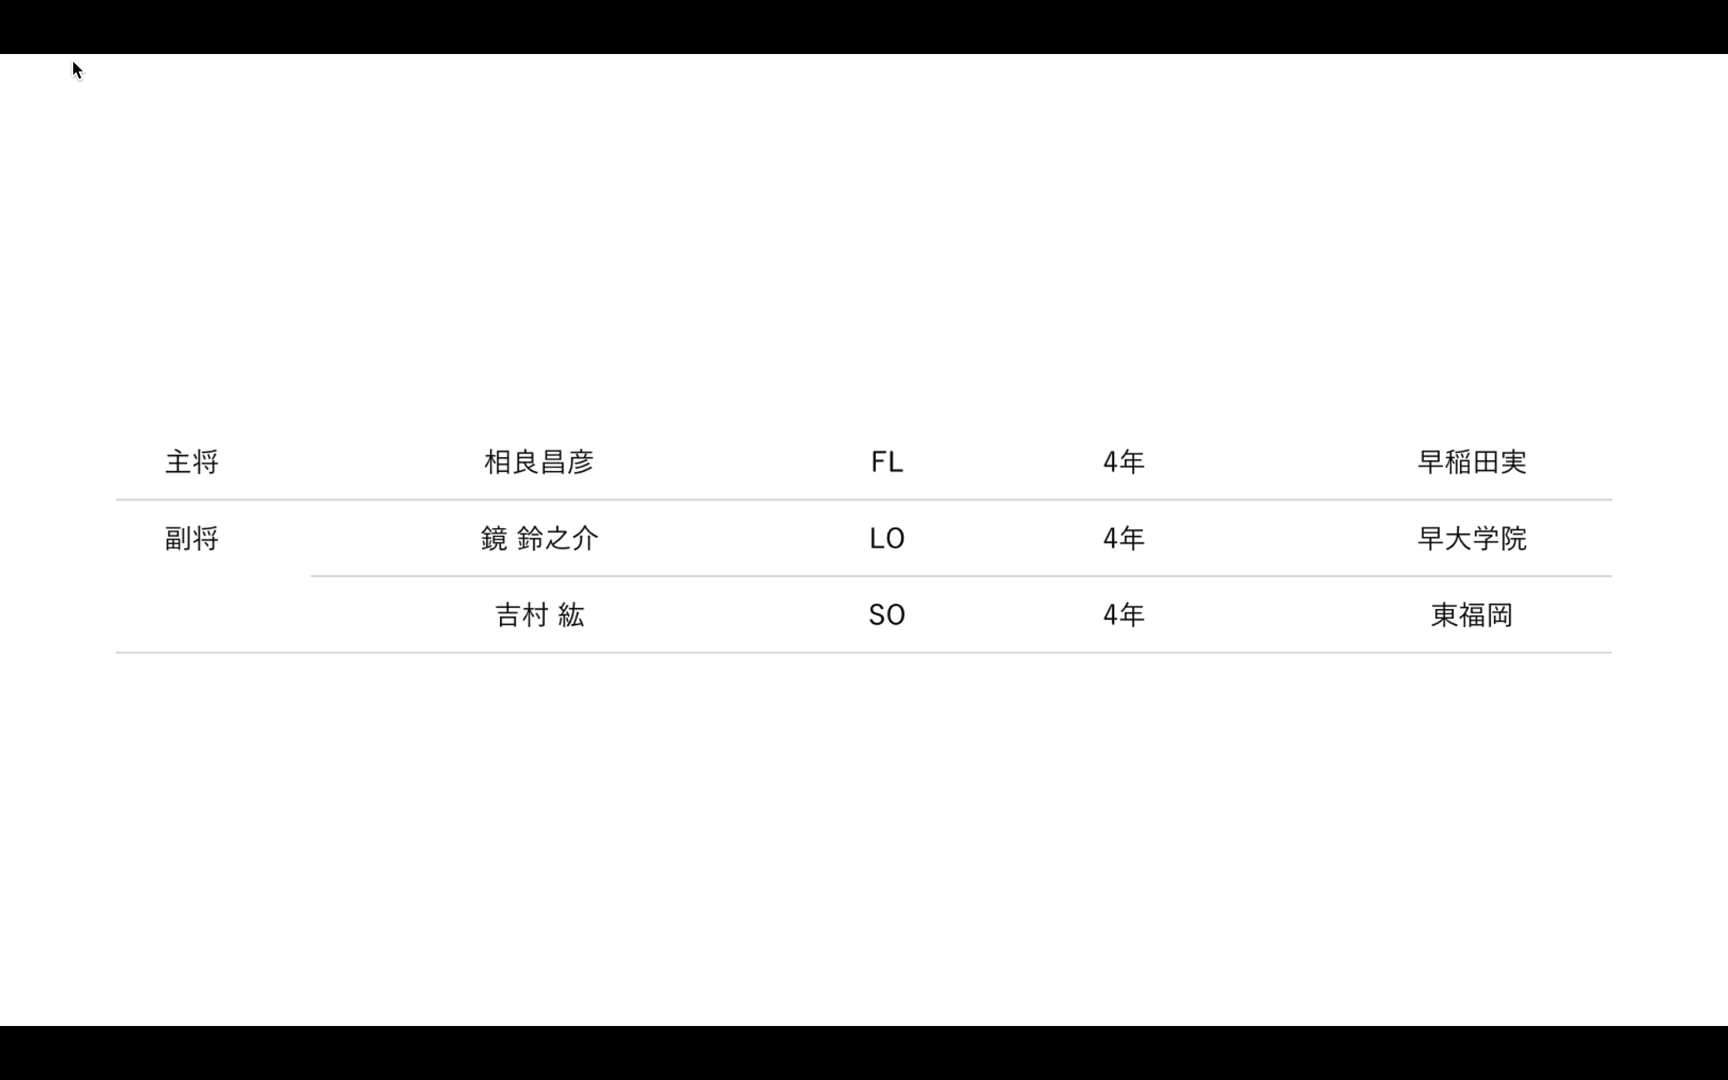 主将 相良昌彦 FL 4年 早稲田実
副将 鏡 鈴之介 LO 4年 早大学院
吉村 紘 SO 4年 東福岡